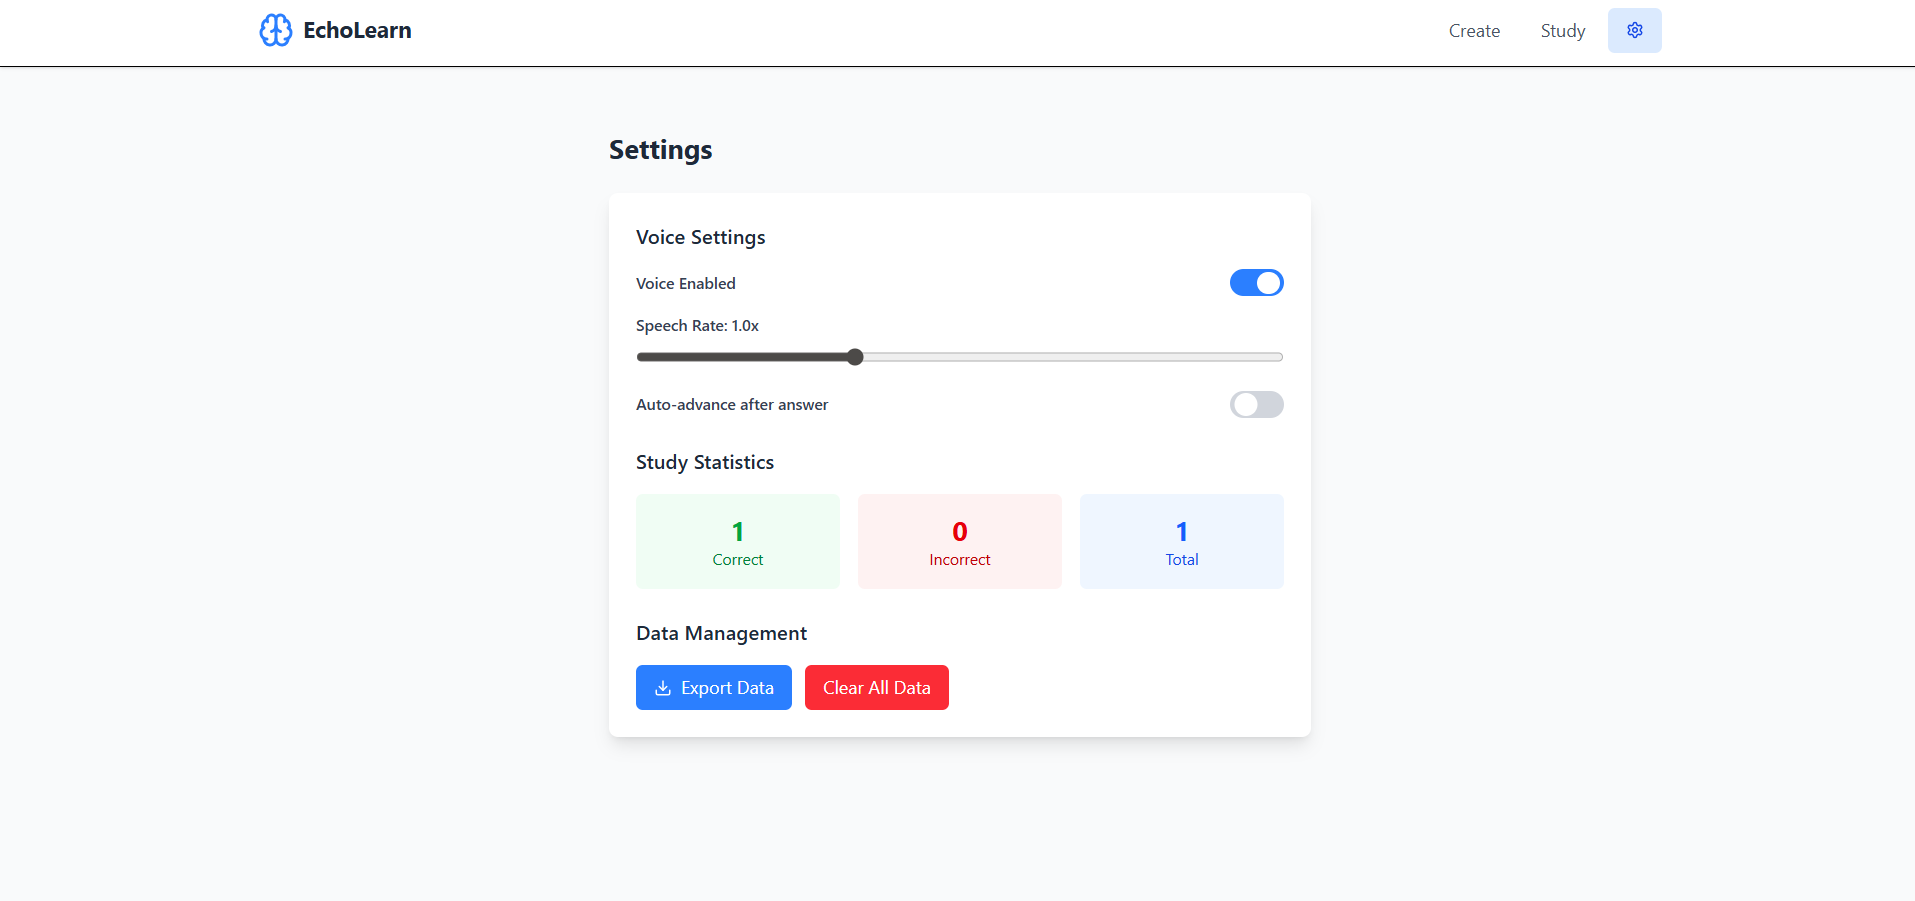 EchoLearn
Create
Study
Settings
Voice Settings
Voice Enabled
Speech Rate: 1.0x
Auto-advance after answer
Study Statistics
1
Correct
0
Incorrect
1
Total
Data Management
Export Data
Clear All Data